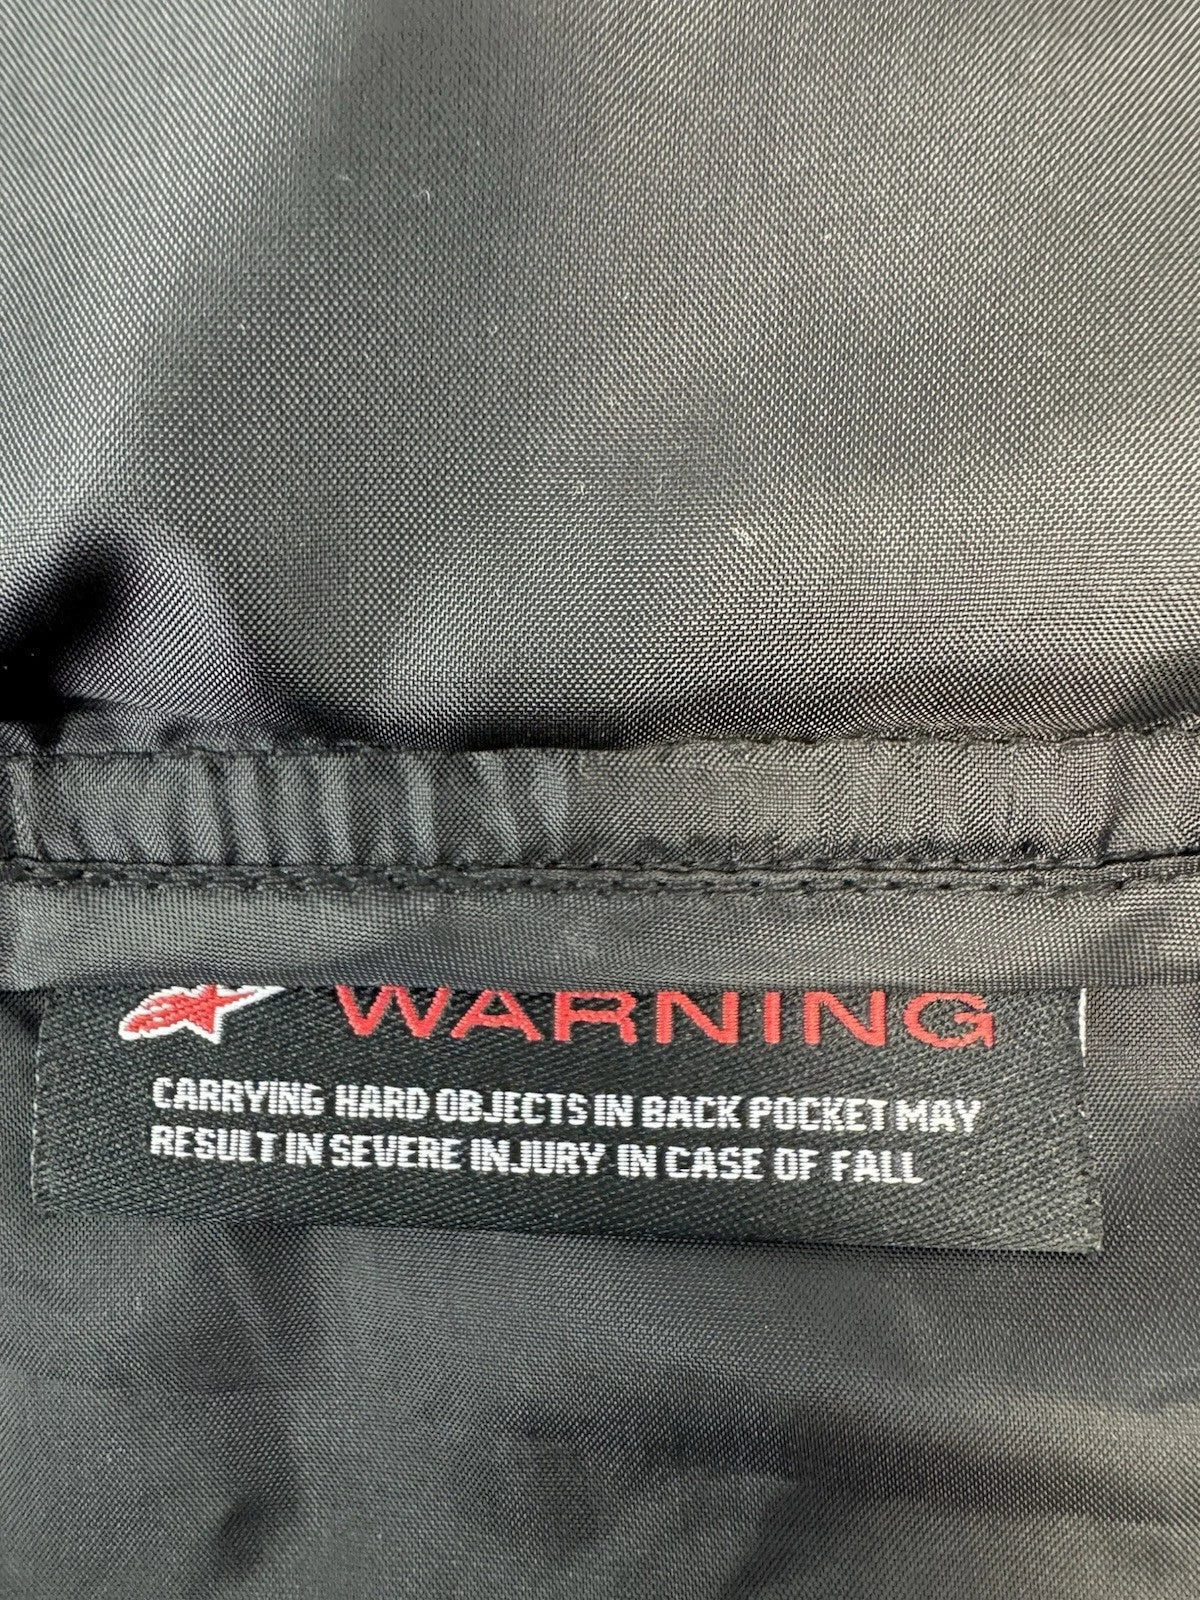 WARNING
CARRYING HARD OBJECTS IN BACK POCKET MAY
RESULT IN SEVERE INJURY IN CASE OF FALL